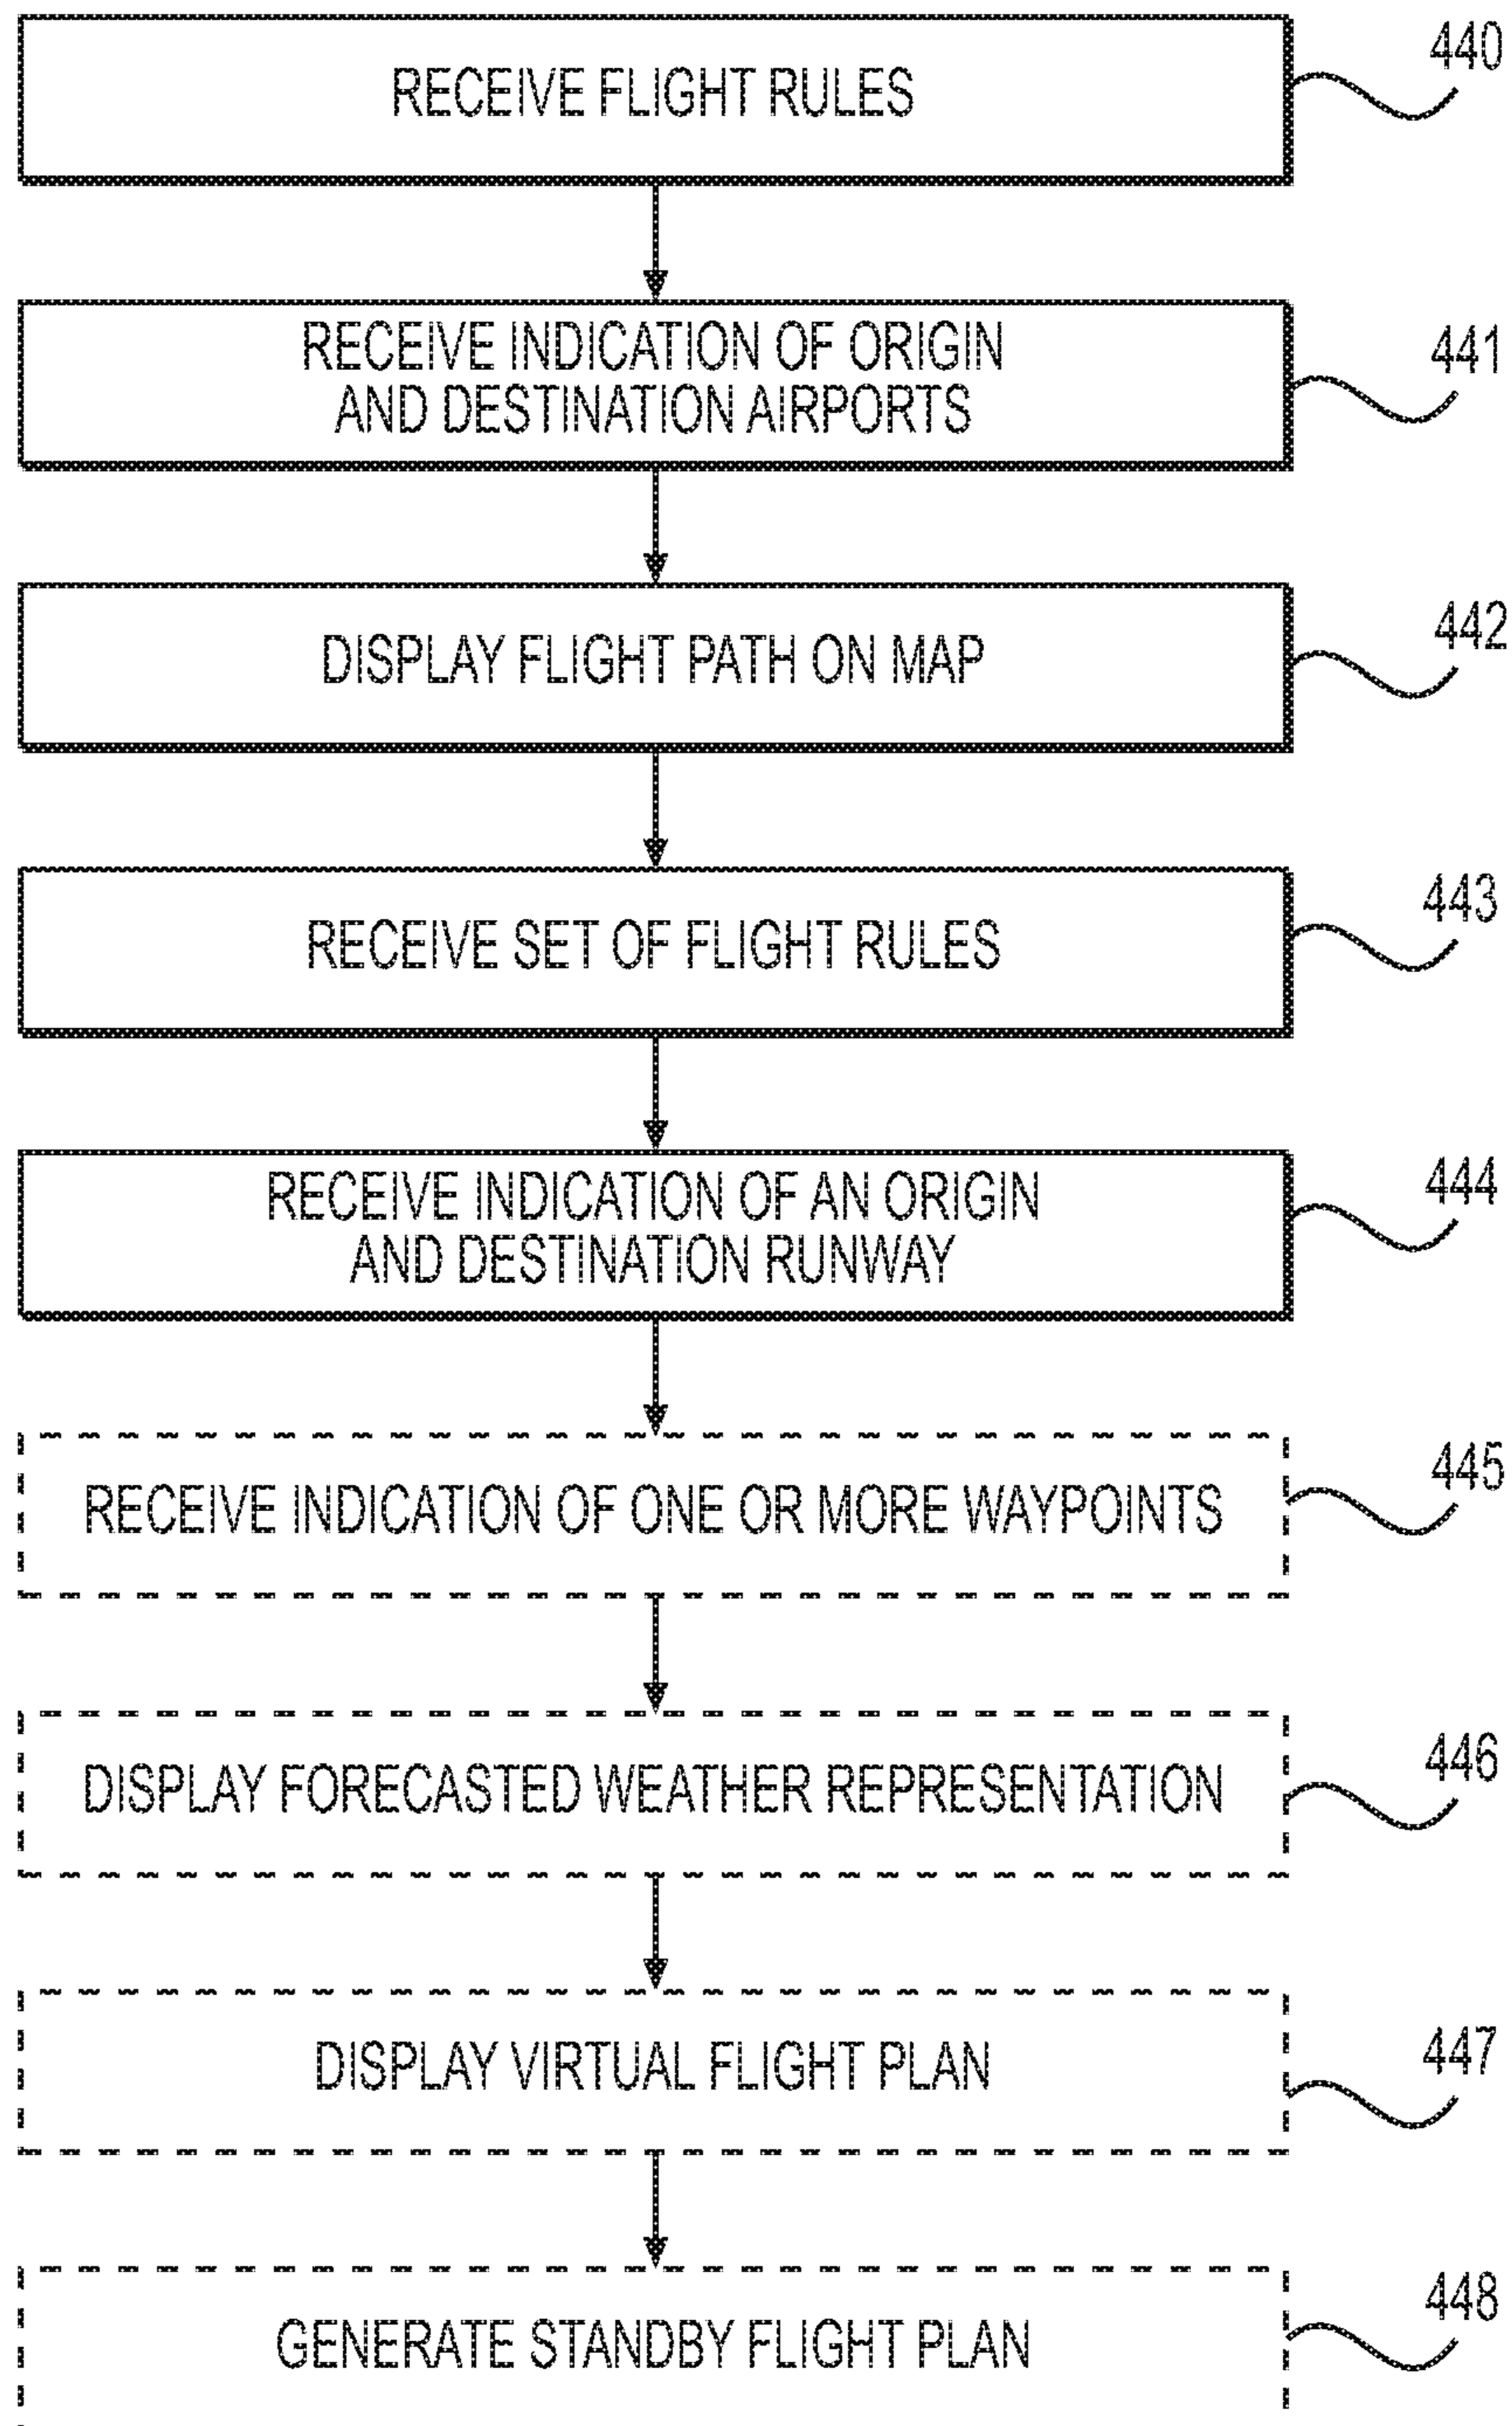 RECEIVE FLIGHT RULES
440
RECEIVE INDICATION OF ORIGIN
AND DESTINATION AIRPORTS
441
DISPLAY FLIGHT PATH ON MAP
442
RECEIVE SET OF FLIGHT RULES
443
RECEIVE INDICATION OF AN ORIGIN
AND DESTINATION RUNWAY
444
RECEIVE INDICATION OF ONE OR MORE WAYPOINTS
445
DISPLAY FORECASTED WEATHER REPRESENTATION
446
DISPLAY VIRTUAL FLIGHT PLAN
447
GENERATE STANDBY FLIGHT PLAN
448